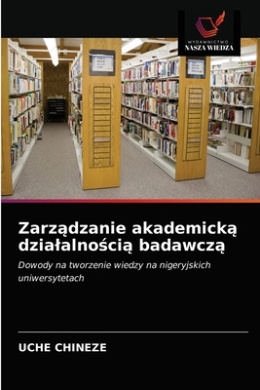 WYDAWNICTWO
NASZA WIEDZA
Zarządzanie akademicką
działalnością badawczą
Dowody na tworzenie wiedzy na nigeryjskich
uniwersytetach
UCHE CHINEZE